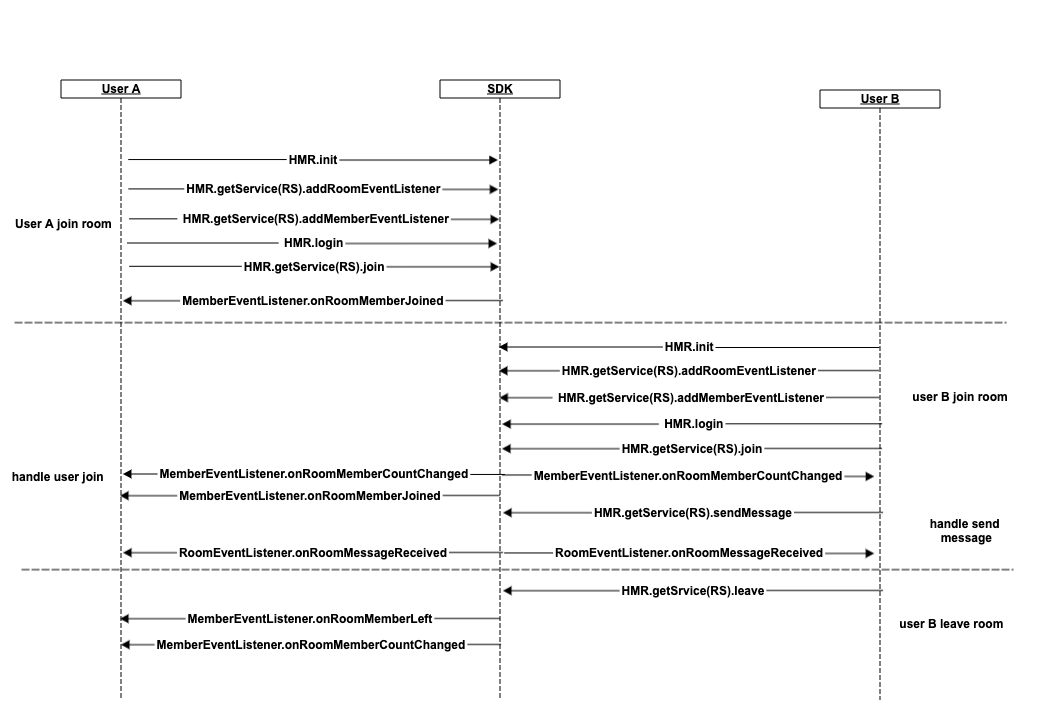 User A
SDK
User B
HMR.init
HMR.getService(RS).addRoomEventListener
HMR.getService(RS).addMemberEventListener
User A join room
HMR.login
HMR.getService(RS).join
MemberEventListener.onRoomMemberJoined
HMR.init
HMR.getService(RS).addRoomEventListener
HMR.getService(RS).addMemberEventListener
user B join room
HMR.login
HMR.getService(RS).join
MemberEventListener.onRoomMemberCountChanged
MemberEventListener.onRoomMemberCountChanged
handle user join
MemberEventListener.onRoomMemberJoined
HMR.getService(RS).sendMessage
handle send
message
RoomEventListener.onRoomMessageReceived
RoomEventListener.onRoomMessageReceived
HMR.getSrvice(RS).leave
MemberEventListener.onRoomMemberLeft
user B leave room
MemberEventListener.onRoomMemberCountChanged